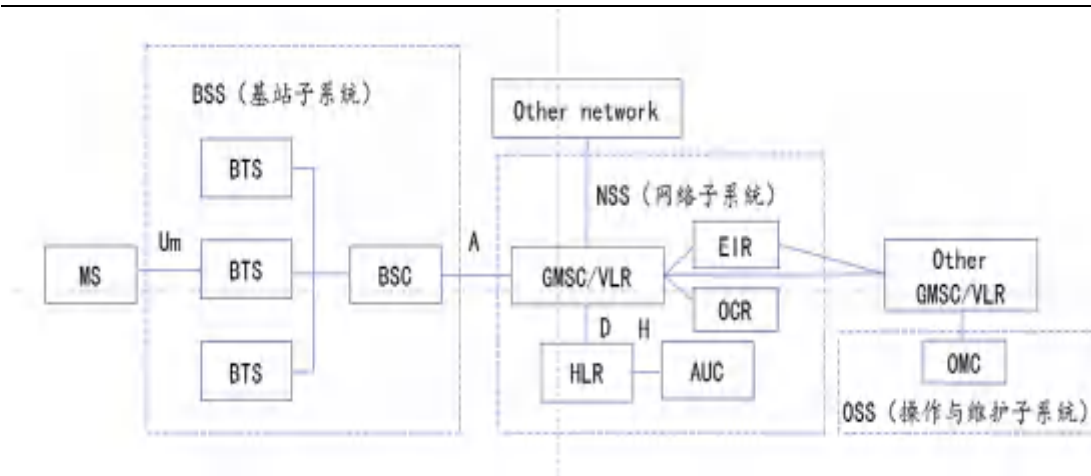 BSS（基站子系统）
Other network
BTS
NSS（网络子系统）
Um
A
EIR
MS
BTS
BSC
GMSC/VLR
Other
GMSC/VLR
OCR
D H
BTS
HLR
AUC
OMC
OSS（操作与维护子系统）